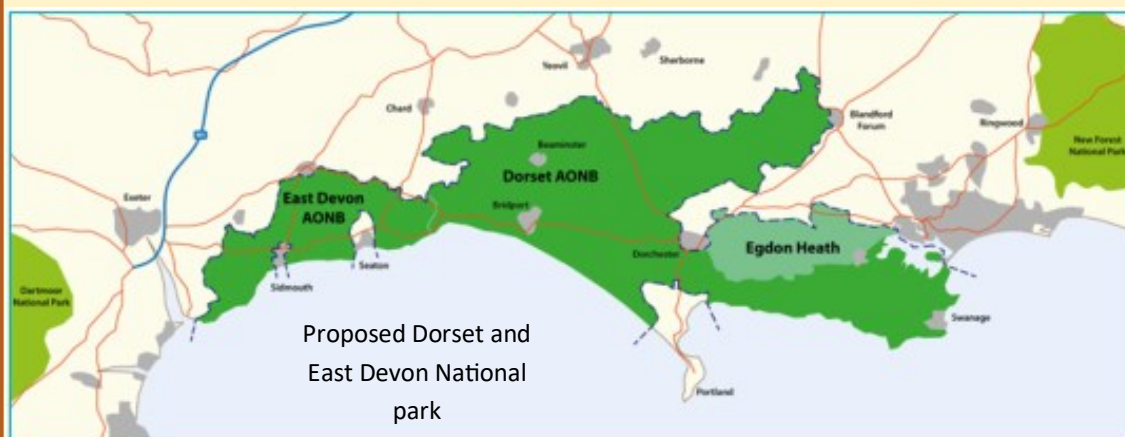 Yeovil
Sherborne
Chard
Blandford
Forum
Ringwood
New Forest
National Park
Beaminster
Dorset AONB
East Devon
AONB
Exeter
Bridport
Egdon Heath
Dorchester
Seaton
Sidmouth
Dartmoor
National Park
Swanage
Portland
Proposed Dorset and
East Devon National
park